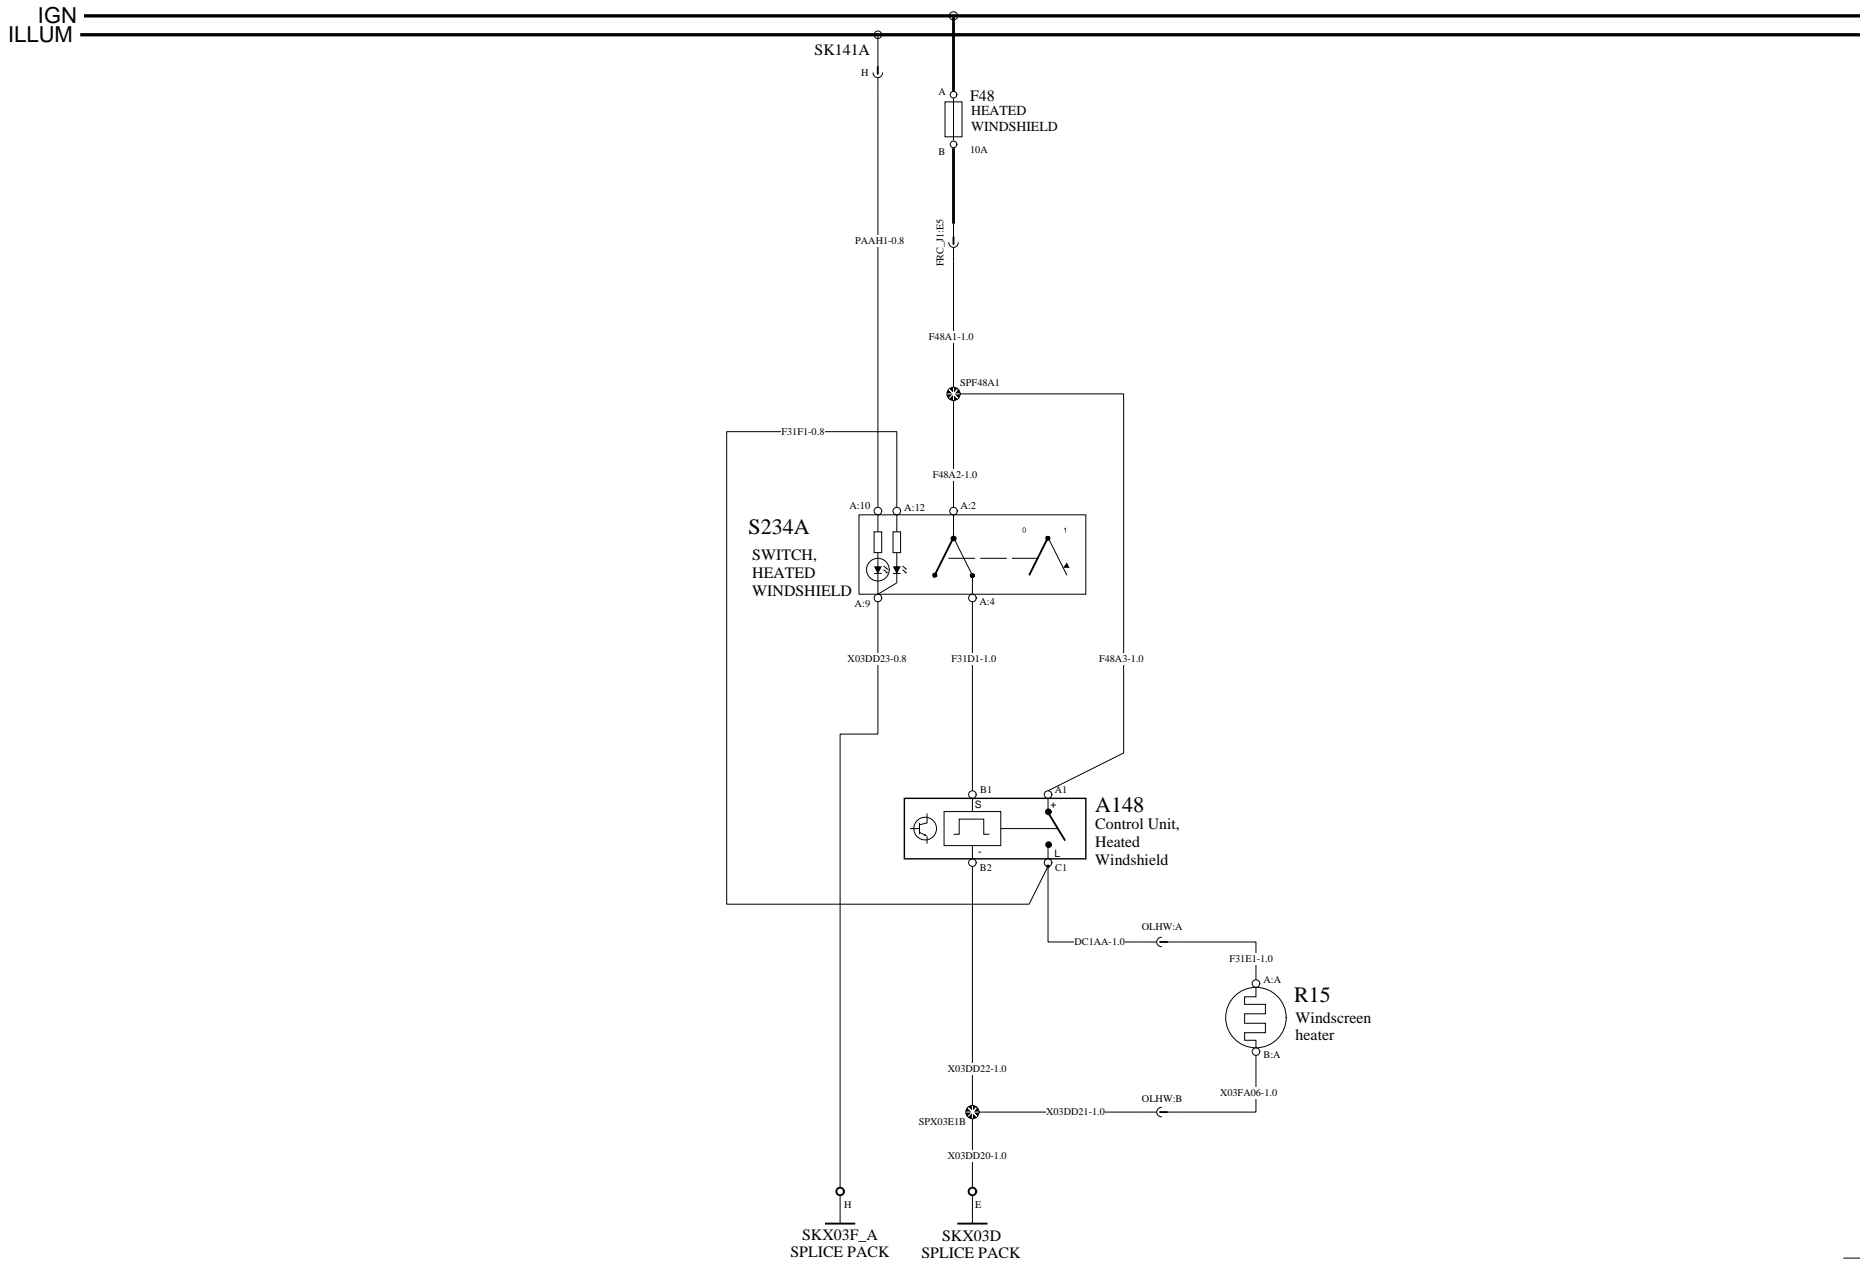 IGN
ILLUM
SK141A
H
A
F48
HEATED
WINDSHIELD
B
10A
FRC_J1:E5
PAAH1-0.8
F48A1-1.0
SPF48A1
F31F1-0.8
F48A2-1.0
A:10
A:12
A:2
S234A
SWITCH,
HEATED
WINDSHIELD
0
1
A:9
A:4
X03DD23-0.8
F31D1-1.0
F48A3-1.0
B1
A1
S
+
A148
Control Unit,
Heated
Windshield
-
L
B2
C1
OLHW:A
DC1AA-1.0
F31E1-1.0
A:A
R15
Windscreen
heater
B:A
X03DD22-1.0
X03FA06-1.0
OLHW:B
X03DD21-1.0
SPX03E1B
X03DD20-1.0
H
E
SKX03F_A
SPLICE PACK
SKX03D
SPLICE PACK